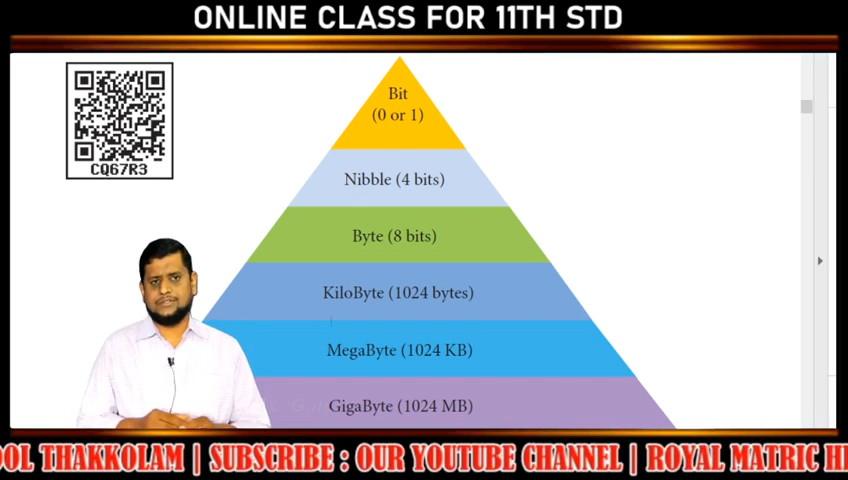 ONLINE CLASS FOR 11TH STD
CQ67R3
Bit
(0 or 1)
Nibble (4 bits)
Byte (8 bits)
KiloByte (1024 bytes)
MegaByte (1024 KB)
GigaByte (1024 MB)
THAKKOLAM | SUBSCRIBE : OUR YOUTUBE CHANNEL | ROYAL MATRIC